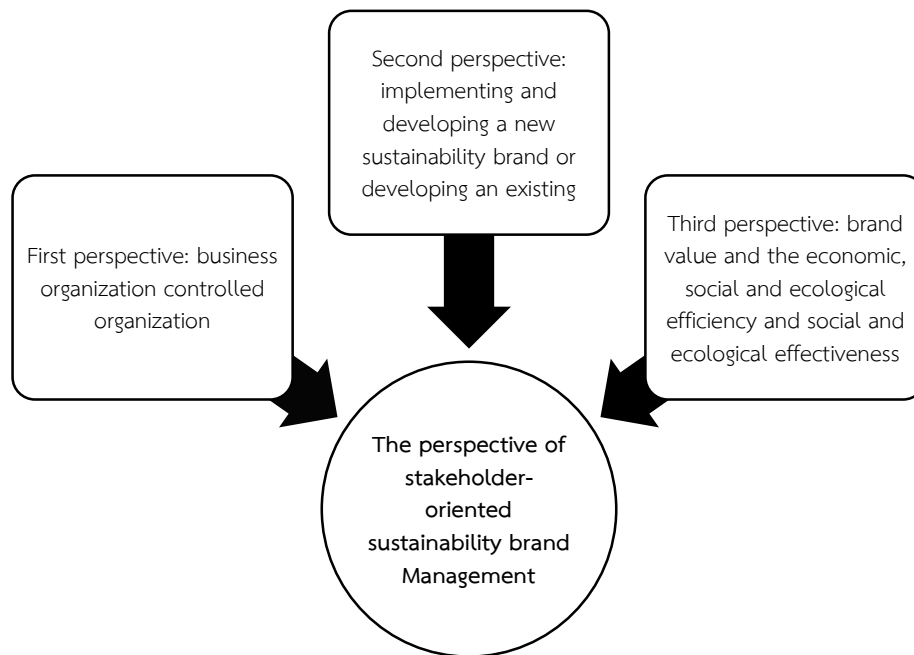 First perspective: business
organization controlled
organization
Second perspective:
implementing and
developing a new
sustainability brand or
developing an existing
Third perspective: brand
value and the economic,
social and ecological
efficiency and social and
ecological effectiveness
The perspective of
stakeholder-
oriented
sustainability brand
Management